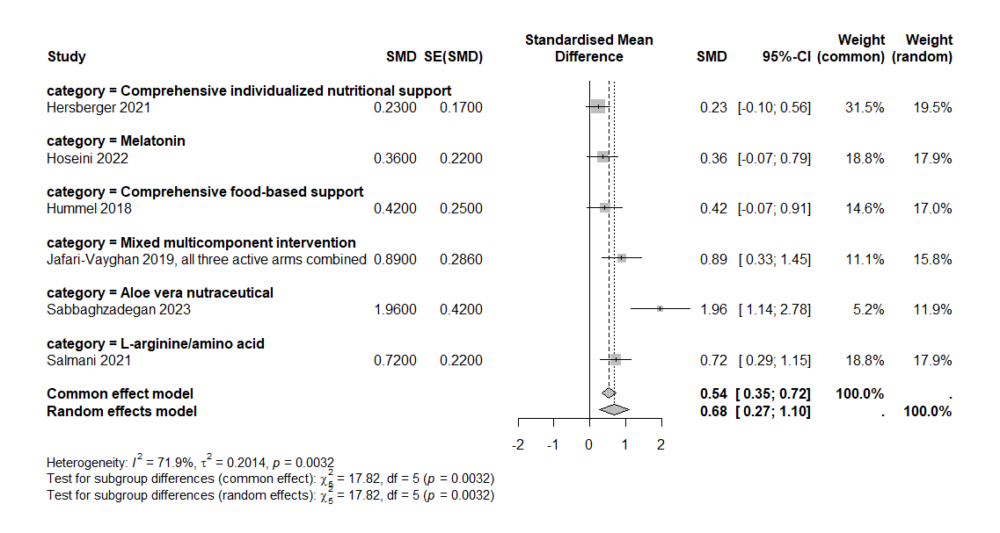 Standardised Mean Weight Weight
Study SMD SE(SMD) Difference SMD 95%-CI (common) (random)
category = Comprehensive individualized nutritional support
Hersberger 2021 0.2300 0.1700 0.23 [-0.10; 0.56] 31.5% 19.5%
category = Melatonin
Hoseini 2022 0.3600 0.2200 0.36 [-0.07; 0.79] 18.8% 17.9%
category = Comprehensive food-based support
Hummel 2018 0.4200 0.2500 0.42 [-0.07; 0.91] 14.6% 17.0%
category = Mixed multicomponent intervention
Jafari-Vayghan 2019, all three active arms combined 0.8900 0.2860 0.89 [ 0.33; 1.45] 11.1% 15.8%
category = Aloe vera nutraceutical
Sabbaghzadegan 2023 1.9600 0.4200 1.96 [ 1.14; 2.78] 5.2% 11.9%
category = L-arginine/amino acid
Salmani 2021 0.7200 0.2200 0.72 [ 0.29; 1.15] 18.8% 17.9%
Common effect model 0.54 [ 0.35; 0.72] 100.0% .
Random effects model 0.68 [ 0.27; 1.10] . 100.0%
-2 -1 0 1 2
Heterogeneity: I² = 71.9%, τ² = 0.2014, p = 0.0032
Test for subgroup differences (common effect): χ²₅ = 17.82, df = 5 (p = 0.0032)
Test for subgroup differences (random effects): χ²₅ = 17.82, df = 5 (p = 0.0032)